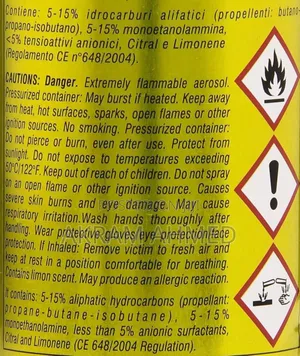 Contiene: 5-15% idrocarburi alifatici (propellenti: butano-
propano-isobutano), 5-15% monoetanolammina,
<5% tensioattivi anionici, Citral e Limonene
(Regolamento CE n°648/2004).
CAUTIONS: Danger. Extremely flammable aerosol.
Pressurized container: May burst if heated. Keep away
from heat, hot surfaces, sparks, open flames or other
ignition sources. No smoking. Pressurized container:
Do not pierce or burn, even after use. Protect from
sunlight. Do not expose to temperatures exceeding
50°C/122°F. Keep out of reach of children. Do not spray
on an open flame or other ignition source. Causes
severe skin burns and eye damage. May cause
respiratory irritation. Wash hands thoroughly after
handling. Wear protective gloves/eye protection/face
protection. If Inhaled: Remove victim to fresh air and
keep at rest in a position comfortable for breathing.
Contains lemon scent. May produce an allergic reaction.
It contains: 5-15% aliphatic hydrocarbons (propellant:
propane-butane-isobutane), 5-15%
monoethanolamine, less than 5% anionic surfactants,
Citral and Limonene (CE 648/2004 Regulation).